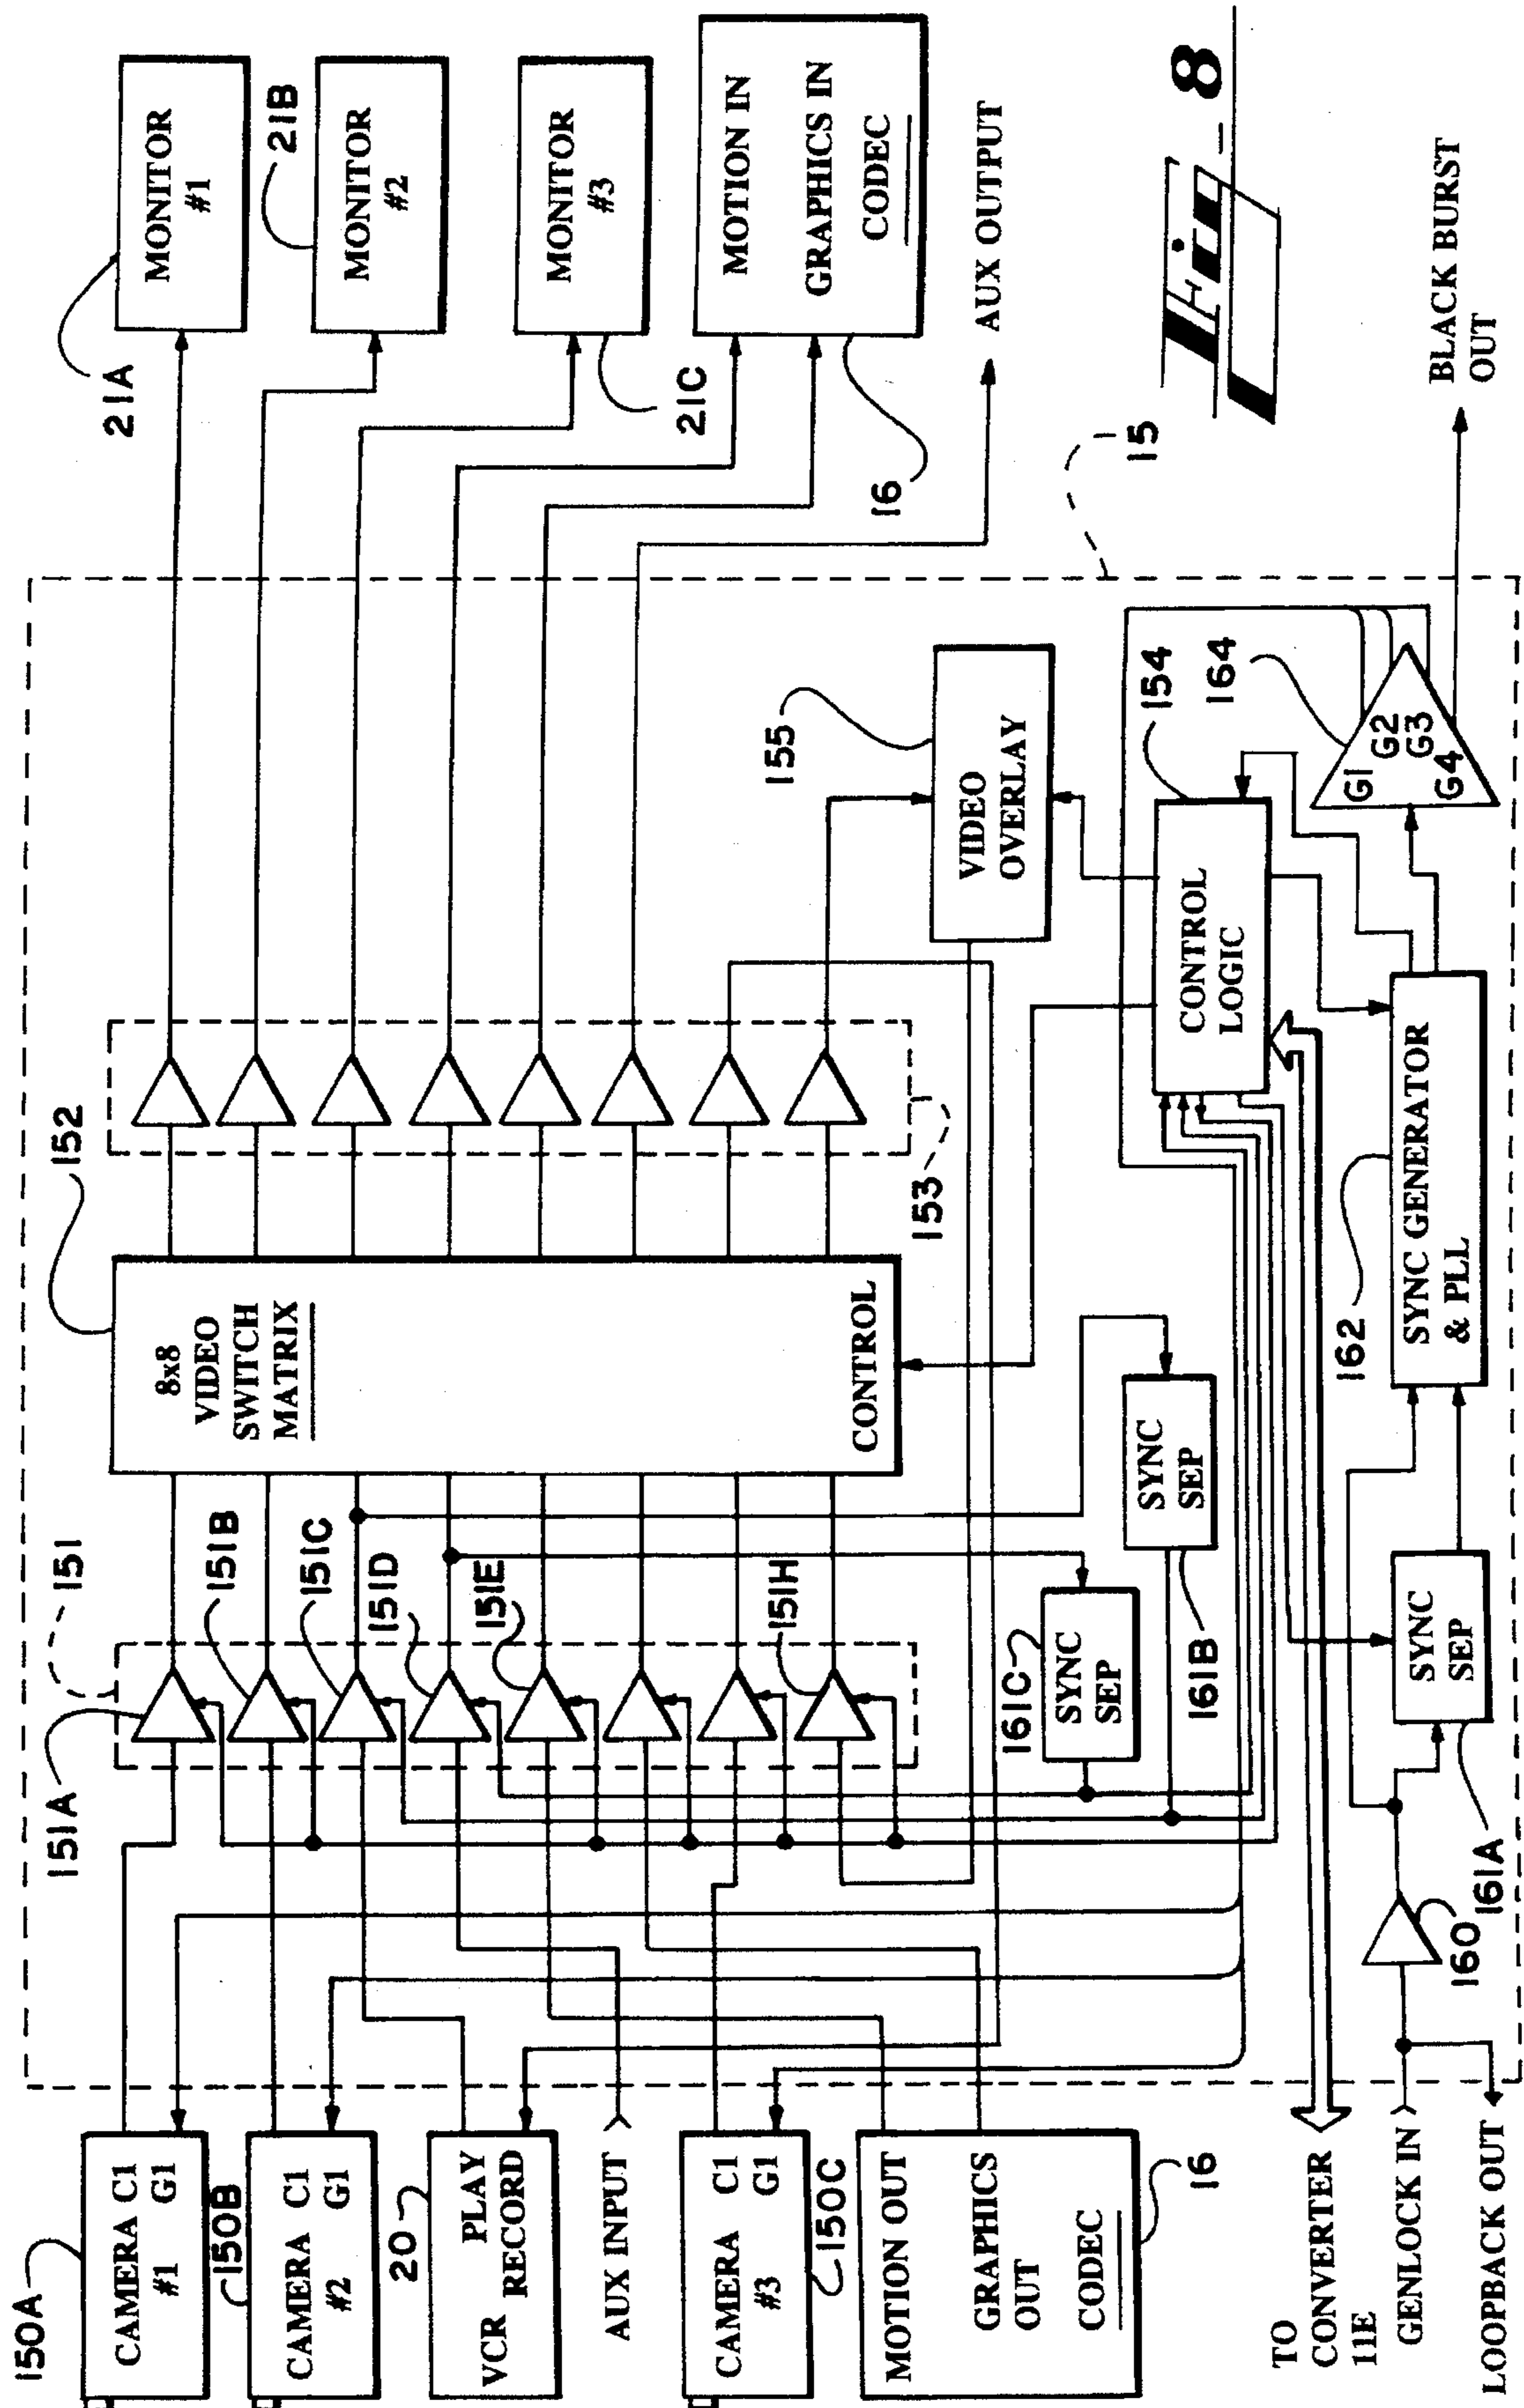 150A
CAMERA C1
#1 G1
150B
CAMERA C1
#2 G1
20
PLAY
VCR
RECORD
AUX INPUT
CAMERA C1
#3 G1
150C
MOTION OUT
GRAPHICS
OUT
CODEC
16
TO
CONVERTER
11E
GENLOCK IN
LOOPBACK OUT
151A
151
151B
151C
151D
151E
151H
161C
SYNC
SEP
SYNC
SEP
161B
160
161A
SYNC
SEP
152
8x8
VIDEO
SWITCH
MATRIX
CONTROL
153
162
SYNC GENERATOR
& PLL
155
VIDEO
OVERLAY
154
CONTROL
LOGIC
164
G1
G2
G3
G4
15
21A
MONITOR
#1
21B
MONITOR
#2
21C
MONITOR
#3
MOTION IN
GRAPHICS IN
CODEC
16
AUX OUTPUT
BLACK BURST
OUT
Fig_8